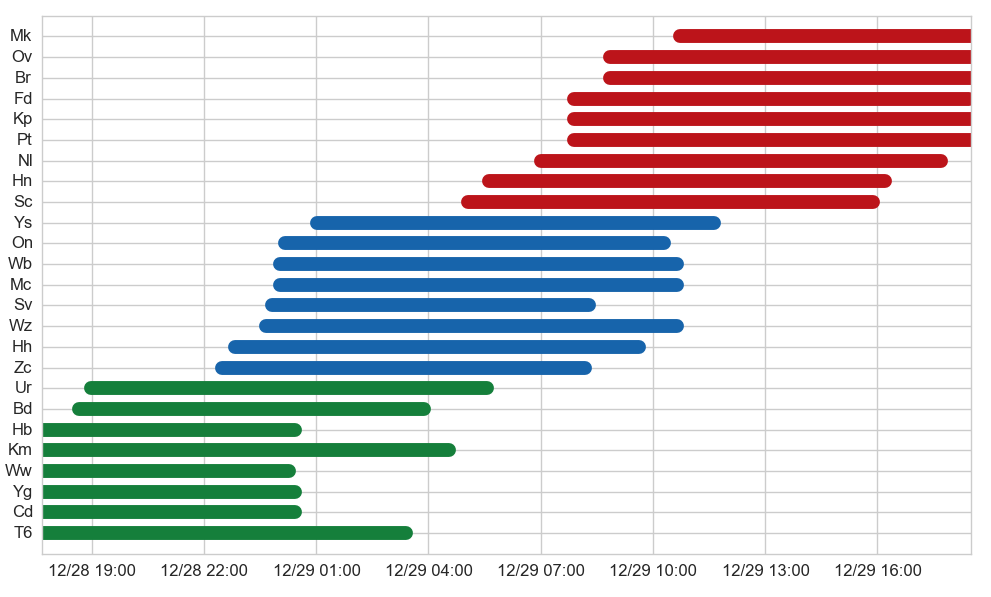 Mk
Ov
Br
Fd
Kp
Pt
Nl
Hn
Sc
Ys
On
Wb
Mc
Sv
Wz
Hh
Zc
Ur
Bd
Hb
Km
Ww
Yg
Cd
T6
12/28 19:00 12/28 22:00 12/29 01:00 12/29 04:00 12/29 07:00 12/29 10:00 12/29 13:00 12/29 16:00